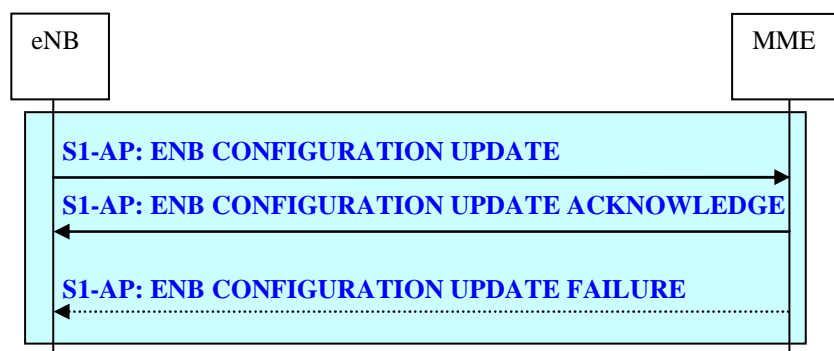 eNB
MME
S1-AP: ENB CONFIGURATION UPDATE
S1-AP: ENB CONFIGURATION UPDATE ACKNOWLEDGE
S1-AP: ENB CONFIGURATION UPDATE FAILURE